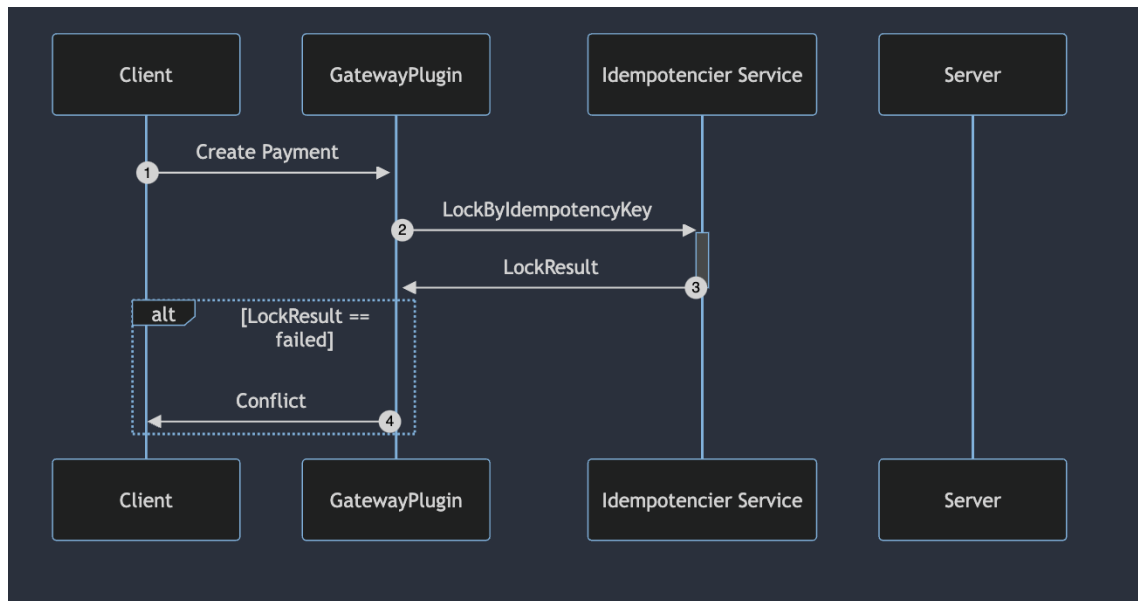 Client
GatewayPlugin
Idempotencier Service
Server
Create Payment
1
LockByIdempotencyKey
2
LockResult
3
alt
[LockResult ==
failed]
Conflict
4
Client
GatewayPlugin
Idempotencier Service
Server